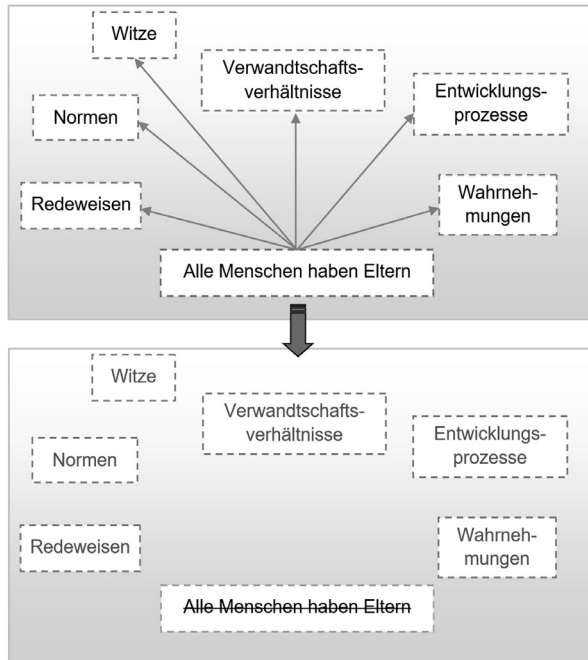 Witze
Verwandtschafts-
verhältnisse
Entwicklungs-
prozesse
Normen
Redeweisen
Wahrneh-
mungen
Alle Menschen haben Eltern
Witze
Verwandtschafts-
verhältnisse
Entwicklungs-
prozesse
Normen
Redeweisen
Wahrneh-
mungen
Alle Menschen haben Eltern